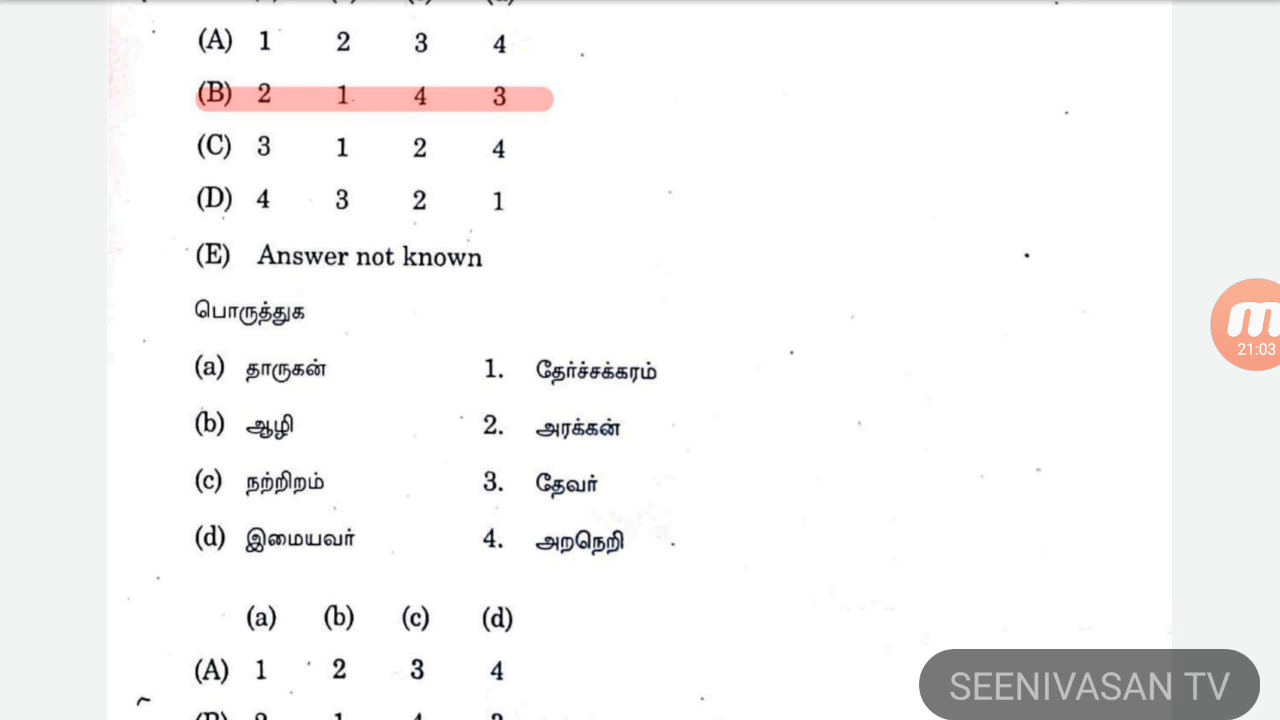 (A) 1 2 3 4
(B) 2 1 4 3
(C) 3 1 2 4
(D) 4 3 2 1
(E) Answer not known
பொருத்துக
(a) தாருகன் 1. தேர்ச்சக்கரம்
(b) ஆழி 2. அரக்கன்
(c) நற்றிறம் 3. தேவர்
(d) இமையவர் 4. அறநெறி
(a) (b) (c) (d)
(A) 1 2 3 4
21:03
SEENIVASAN TV